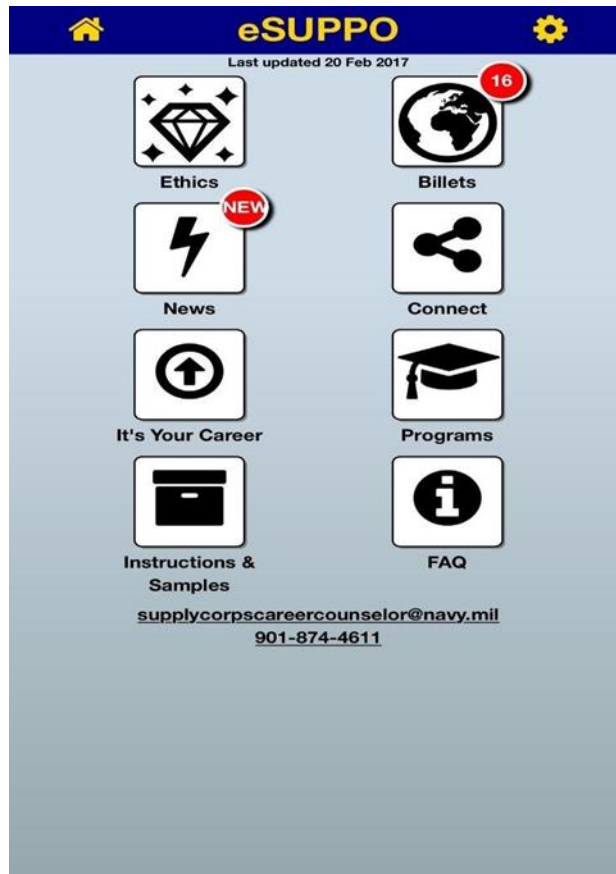 eSUPPO
Last updated 20 Feb 2017
16
Ethics
Billets
NEW
News
Connect
It's Your Career
Programs
Instructions &
Samples
FAQ
supplycorpscareercounselor@navy.mil
901-874-4611